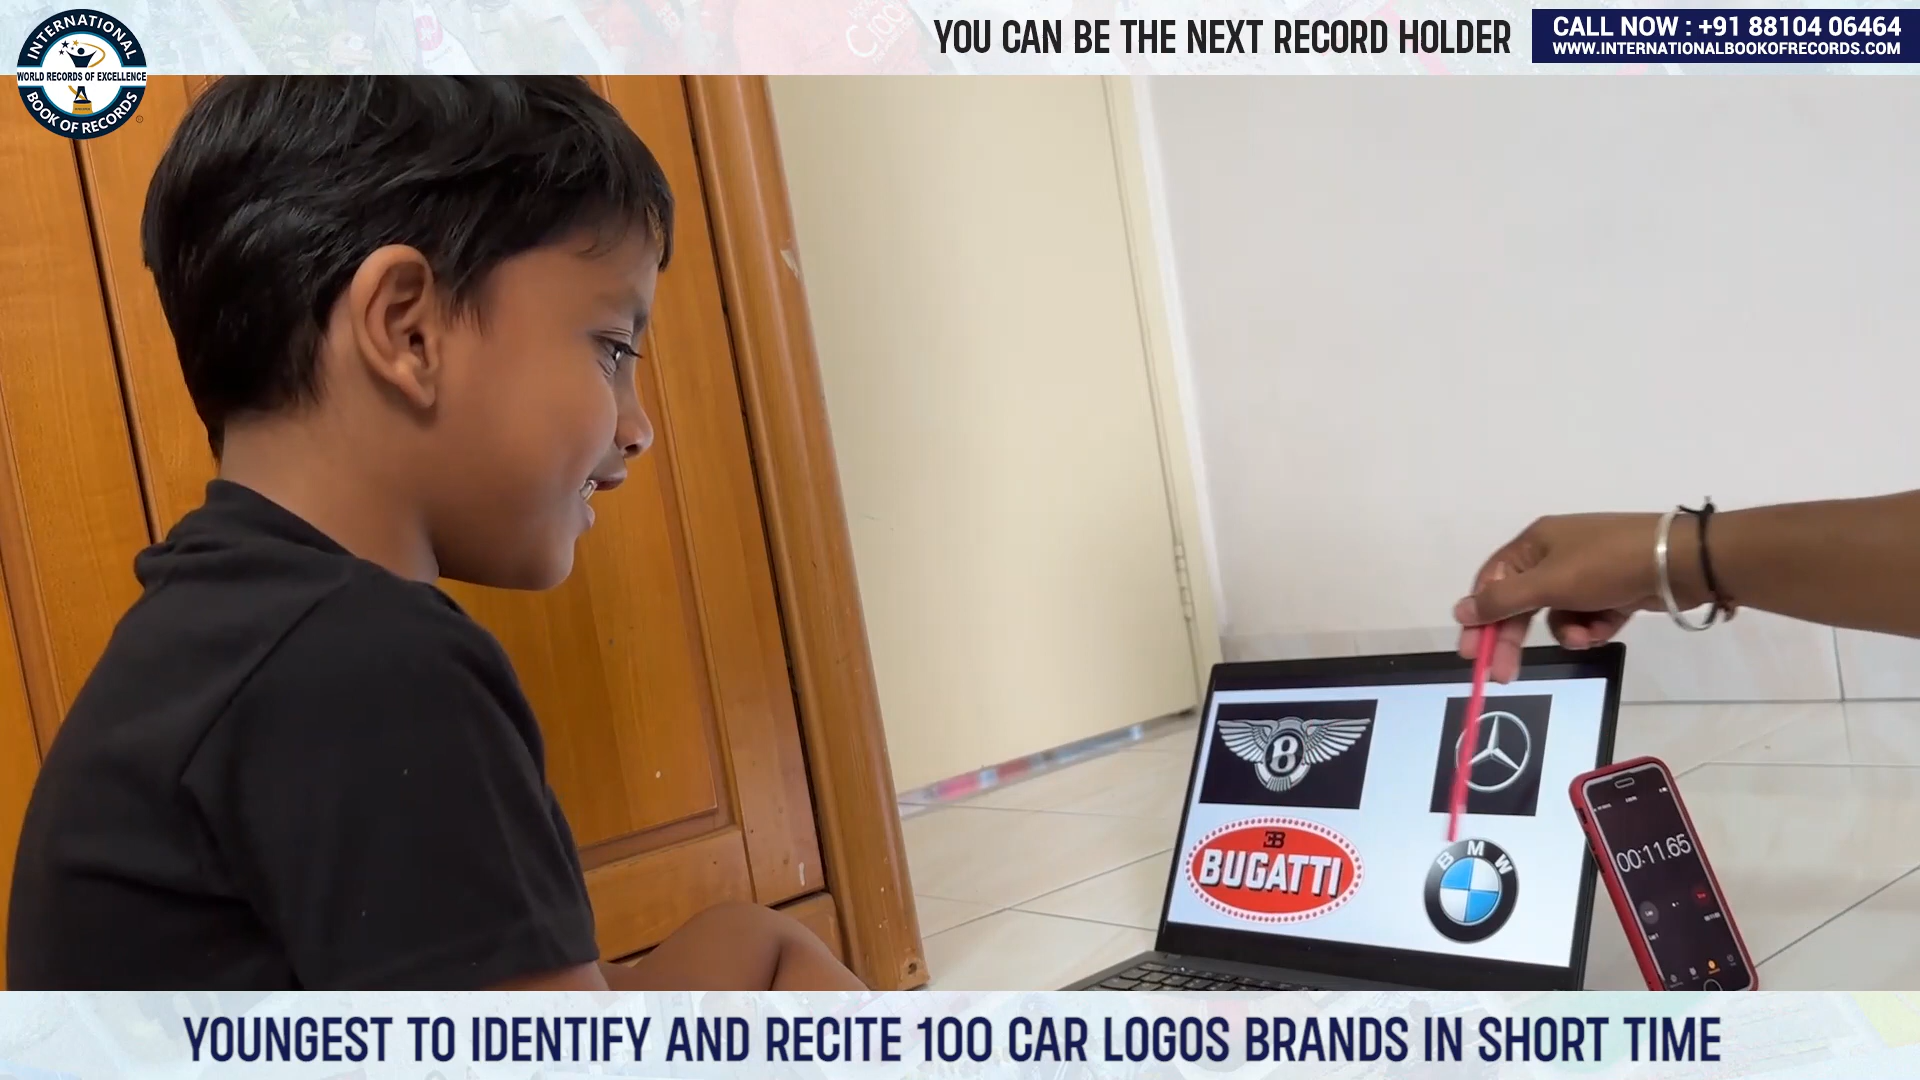 INTERNATIONAL
WORLD RECORDS OF EXCELLENCE
BOOK OF RECORDS
YOU CAN BE THE NEXT RECORD HOLDER
CALL NOW : +91 88104 06464
WWW.INTERNATIONALBOOKOFRECORDS.COM
B
EB
BUGATTI
BMW
00:11.65
YOUNGEST TO IDENTIFY AND RECITE 100 CAR LOGOS BRANDS IN SHORT TIME